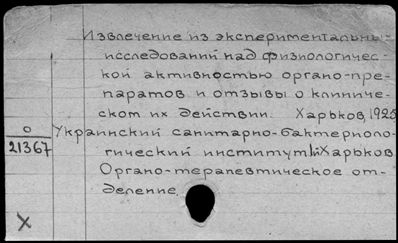 Извлечение из экспериментальны
исследований над физиологичес-
кой активностью органо-пре-
паратов и отзывы о клиниче-
ском их действии. Харьков, 1925
О
21367
Украинский санитарно-бактериоло-
гический институт Харьков
Органо-терапевтическое от-
деление.
X